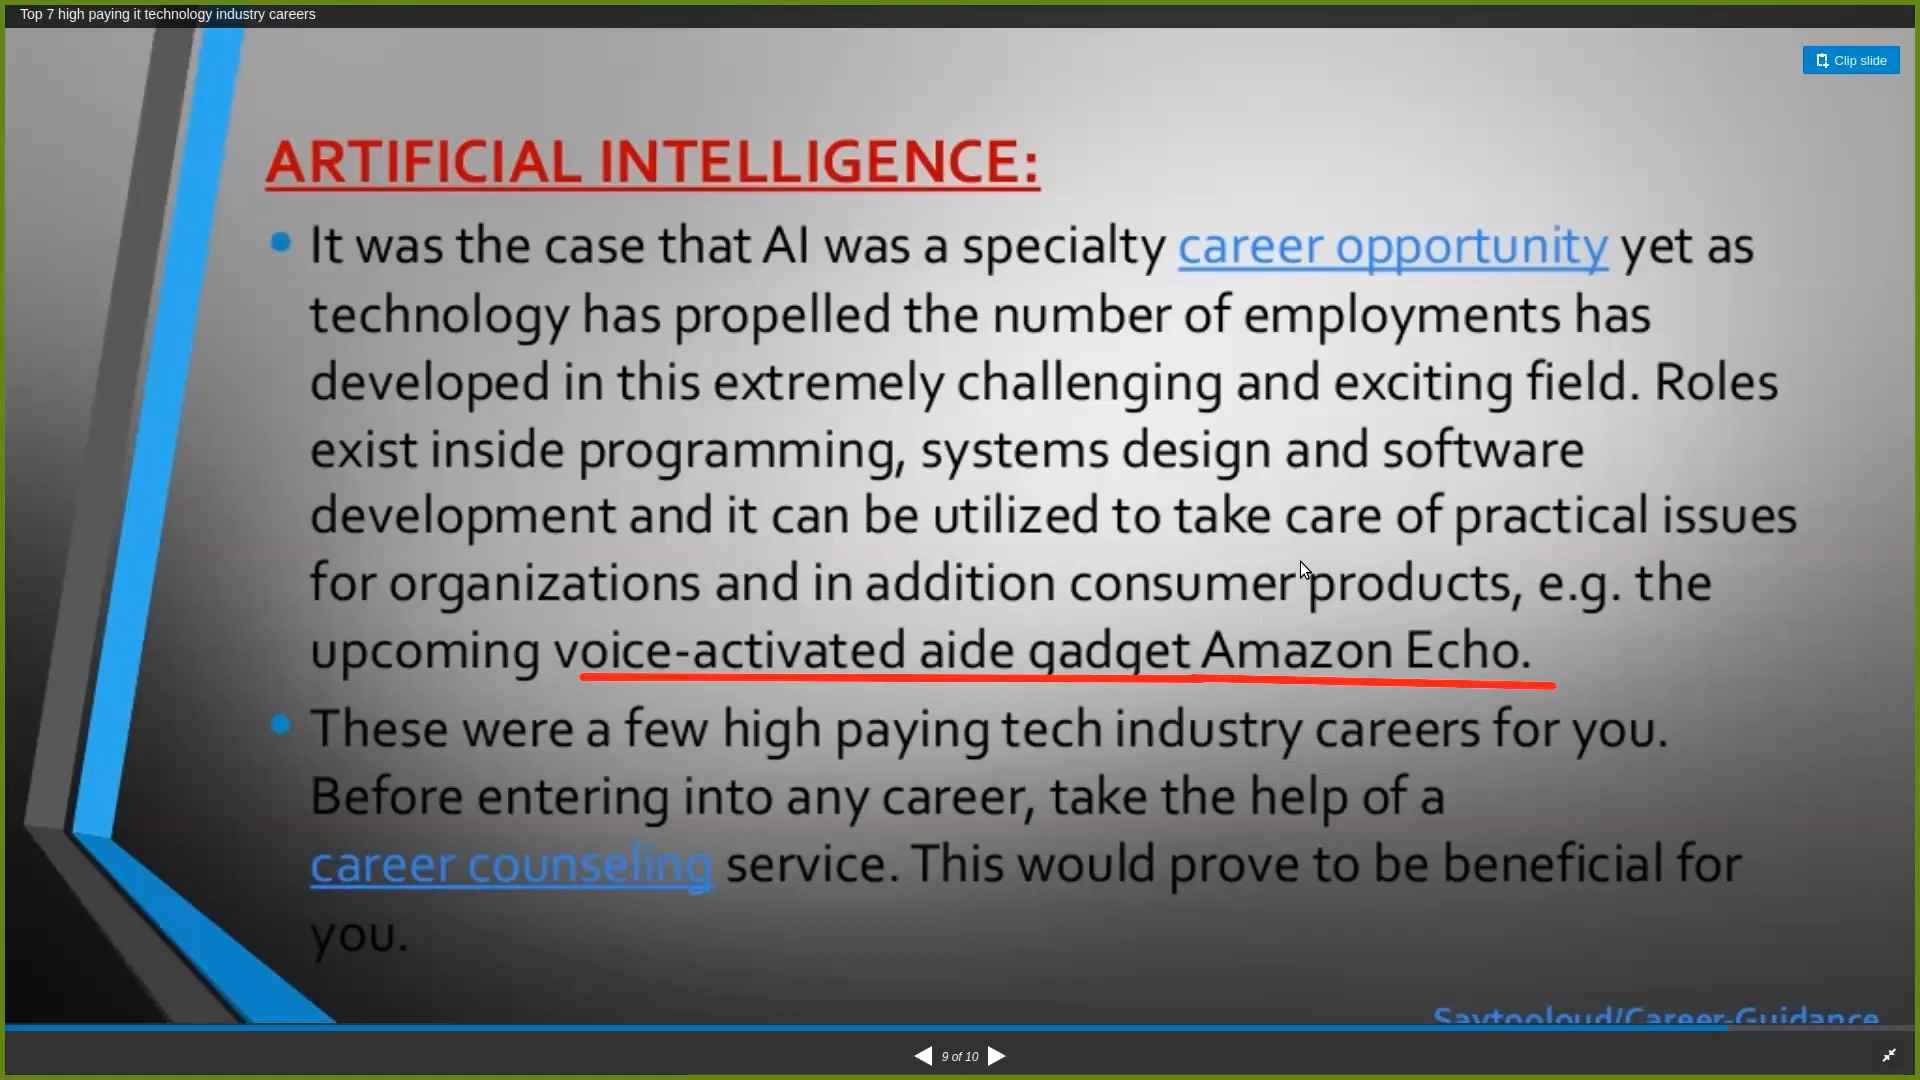 Top 7 high paying it technology industry careers
Clip slide
ARTIFICIAL INTELLIGENCE:
It was the case that AI was a specialty career opportunity yet as
technology has propelled the number of employments has
developed in this extremely challenging and exciting field. Roles
exist inside programming, systems design and software
development and it can be utilized to take care of practical issues
for organizations and in addition consumer products, e.g. the
upcoming voice-activated aide gadget Amazon Echo.
These were a few high paying tech industry careers for you.
Before entering into any career, take the help of a
career counseling service. This would prove to be beneficial for
you.
Saytooloud/Career-Guidance
9 of 10